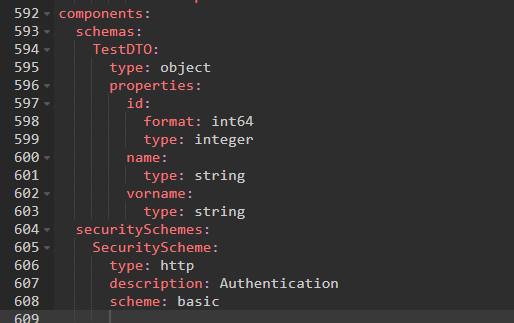 592 components:
593   schemas:
594     TestDTO:
595       type: object
596       properties:
597         id:
598           format: int64
599           type: integer
600         name:
601           type: string
602         vorname:
603           type: string
604   securitySchemes:
605     SecurityScheme:
606       type: http
607       description: Authentication
608       scheme: basic
609